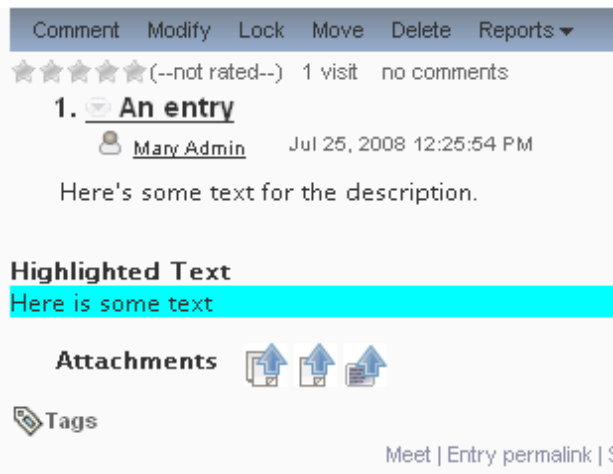 Comment Modify Lock Move Delete Reports
(--not rated--) 1 visit no comments
1. An entry
Mary Admin Jul 25, 2008 12:25:54 PM
Here's some text for the description.
Highlighted Text
Here is some text
Attachments
Tags
Meet | Entry permalink |